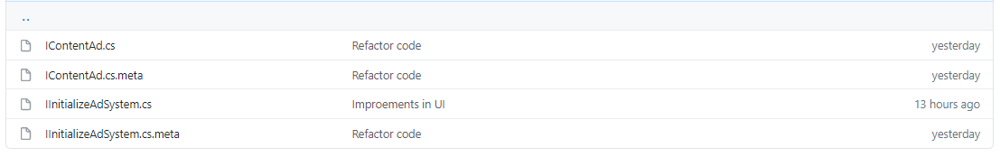 ..
IContentAd.cs Refactor code yesterday
IContentAd.cs.meta Refactor code yesterday
IInitializeAdSystem.cs Improements in UI 13 hours ago
IInitializeAdSystem.cs.meta Refactor code yesterday